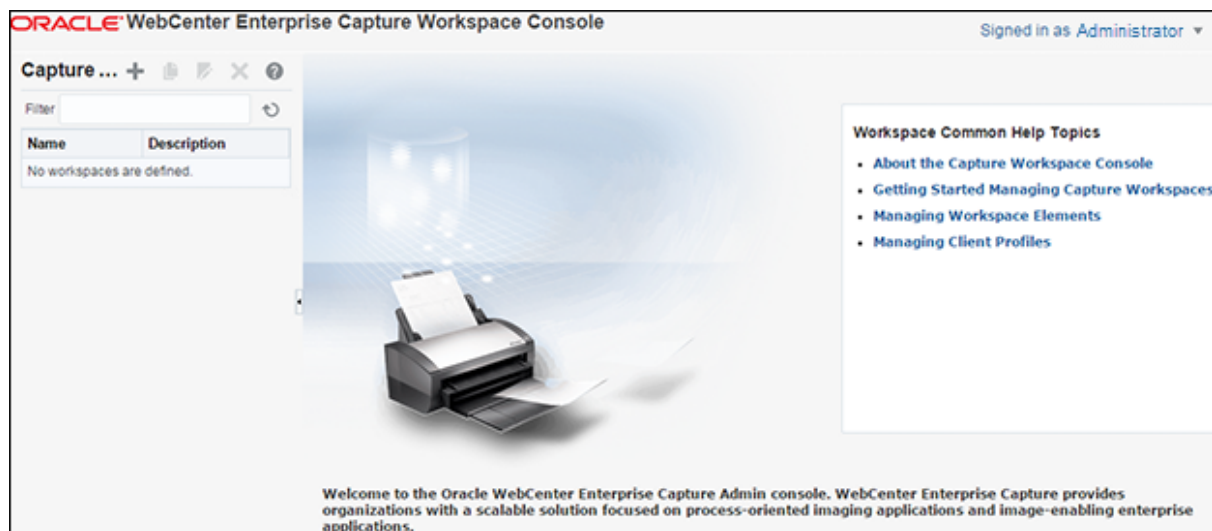 ORACLE WebCenter Enterprise Capture Workspace Console
Signed in as Administrator
Capture ...
Filter
Name Description
No workspaces are defined.
Workspace Common Help Topics
About the Capture Workspace Console
Getting Started Managing Capture Workspaces
Managing Workspace Elements
Managing Client Profiles
Welcome to the Oracle WebCenter Enterprise Capture Admin console. WebCenter Enterprise Capture provides
organizations with a scalable solution focused on process-oriented imaging applications and image-enabling enterprise
applications.